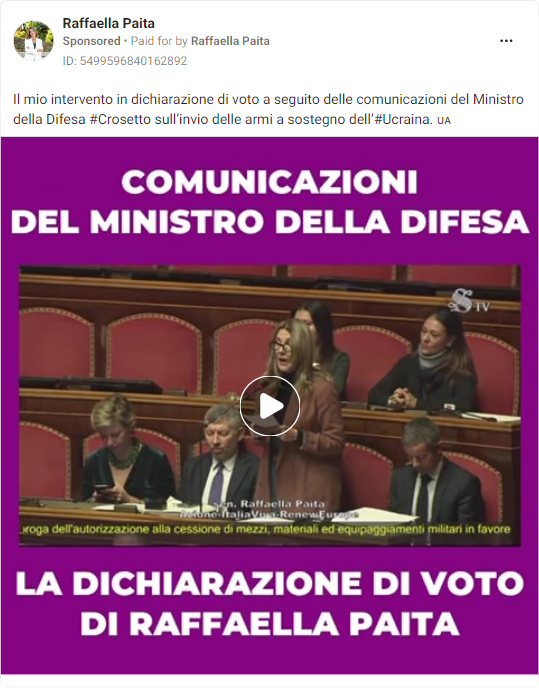 Raffaella Paita
Sponsored • Paid for by Raffaella Paita
ID: 5499596840162892
Il mio intervento in dichiarazione di voto a seguito delle comunicazioni del Ministro
della Difesa #Crosetto sull'invio delle armi a sostegno dell'#Ucraina. UA
COMUNICAZIONI
DEL MINISTRO DELLA DIFESA
S TV
sen. Raffaella Paita
Azione-ItaliaViva-RenewEurope
roroga dell'autorizzazione alla cessione di mezzi, materiali ed equipaggiamenti militari in favore
LA DICHIARAZIONE DI VOTO
DI RAFFAELLA PAITA